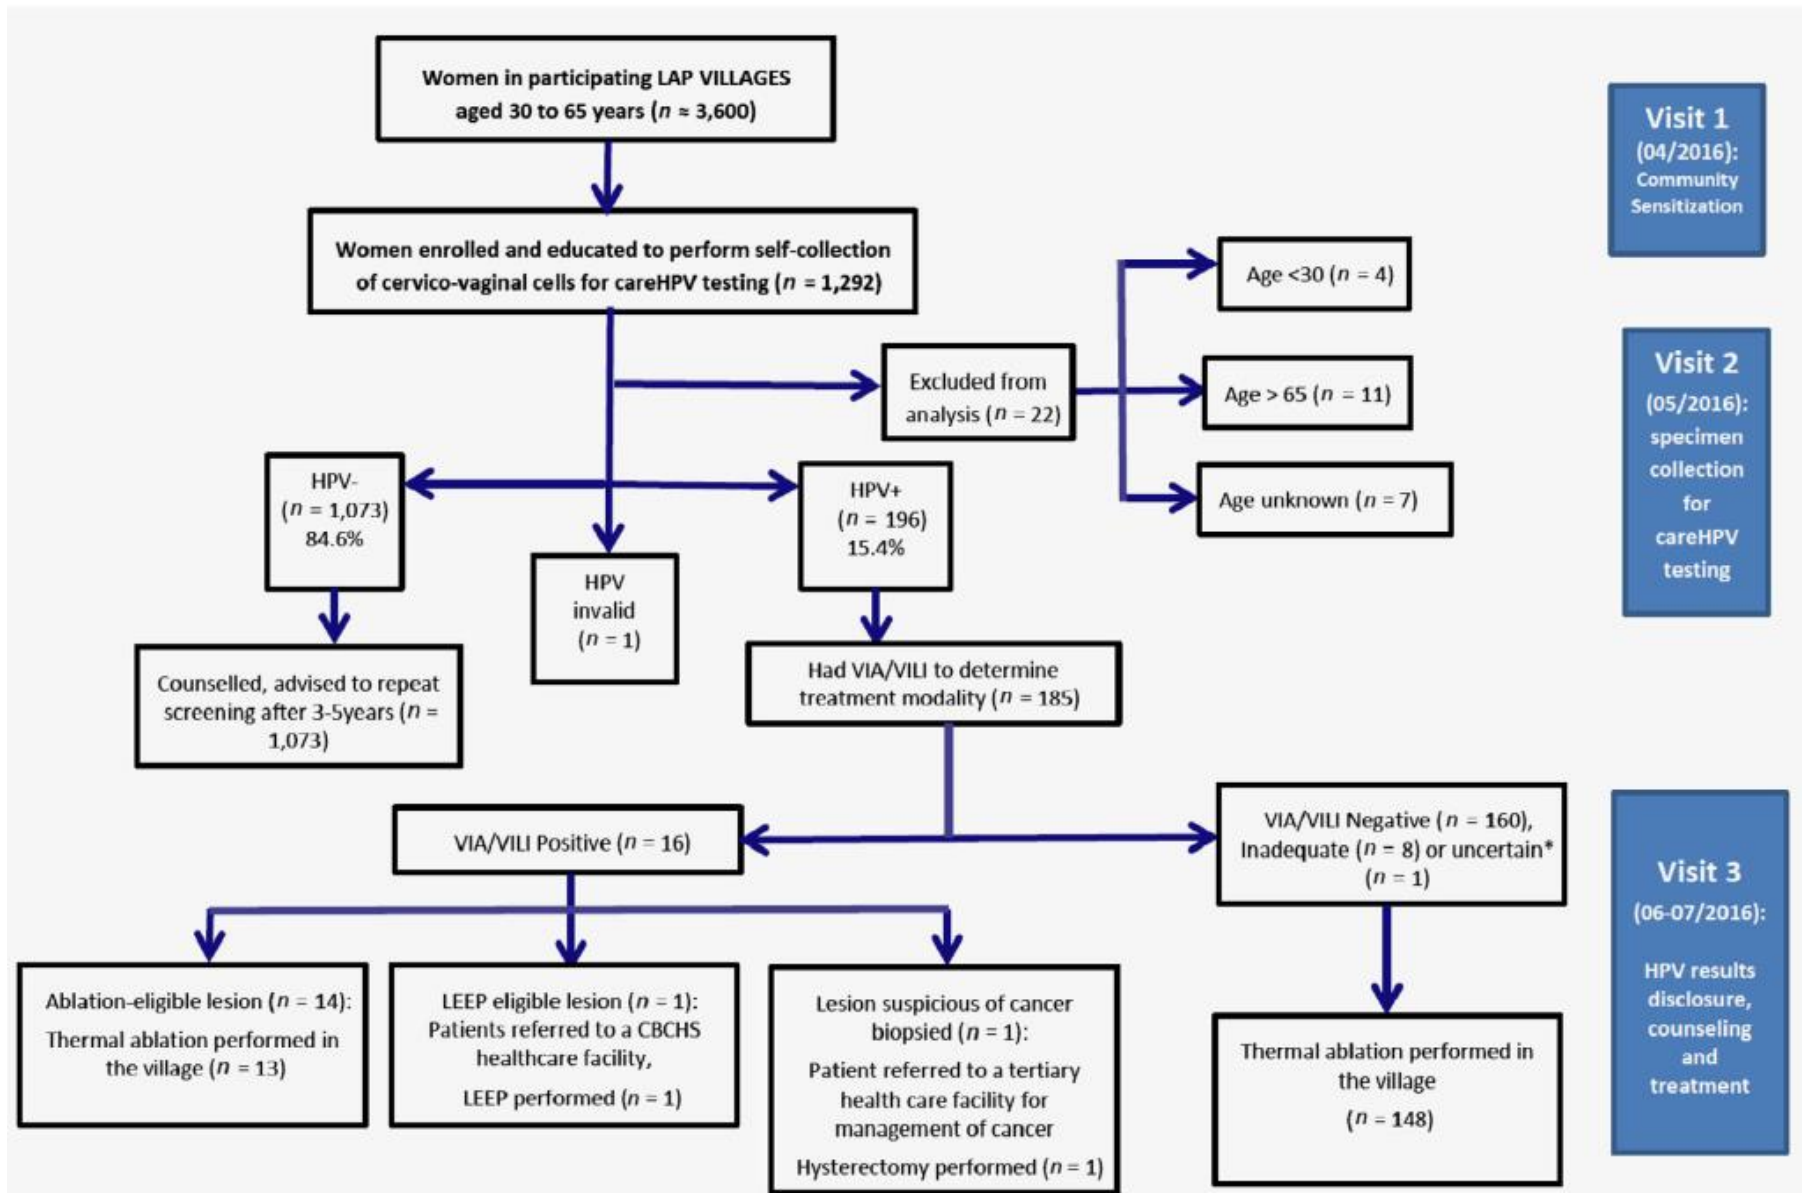 Women in participating LAP VILLAGES
aged 30 to 65 years (n ≈ 3,600)
Visit 1
(04/2016):
Community
Sensitization
Women enrolled and educated to perform self-collection
of cervico-vaginal cells for careHPV testing (n = 1,292)
Age <30 (n = 4)
Excluded from
analysis (n = 22)
Age > 65 (n = 11)
Age unknown (n = 7)
Visit 2
(05/2016):
specimen
collection
for
careHPV
testing
HPV-
(n = 1,073)
84.6%
HPV
invalid
(n = 1)
HPV+
(n = 196)
15.4%
Counselled, advised to repeat
screening after 3-5years (n =
1,073)
Had VIA/VILI to determine
treatment modality (n = 185)
VIA/VILI Positive (n = 16)
VIA/VILI Negative (n = 160),
Inadequate (n = 8) or uncertain*
(n = 1)
Visit 3
(06-07/2016):
HPV results
disclosure,
counseling
and
treatment
Ablation-eligible lesion (n = 14):
Thermal ablation performed in
the village (n = 13)
LEEP eligible lesion (n = 1):
Patients referred to a CBCHS
healthcare facility,
LEEP performed (n = 1)
Lesion suspicious of cancer
biopsied (n = 1):
Patient referred to a tertiary
health care facility for
management of cancer
Hysterectomy performed (n = 1)
Thermal ablation performed in
the village
(n = 148)